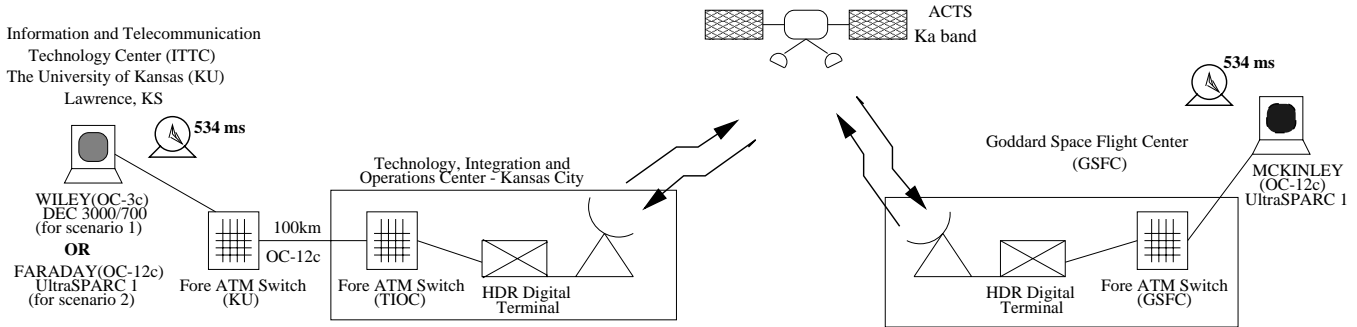 Information and Telecommunication
Technology Center (ITTC)
The University of Kansas (KU)
Lawrence, KS
534 ms
WILEY(OC-3c)
DEC 3000/700
(for scenario 1)
OR
FARADAY(OC-12c)
UltraSPARC 1
(for scenario 2)
Fore ATM Switch
(KU)
100km
OC-12c
Technology, Integration and
Operations Center - Kansas City
Fore ATM Switch
(TIOC)
HDR Digital
Terminal
ACTS
Ka band
Goddard Space Flight Center
(GSFC)
HDR Digital
Terminal
Fore ATM Switch
(GSFC)
534 ms
MCKINLEY
(OC-12c)
UltraSPARC 1